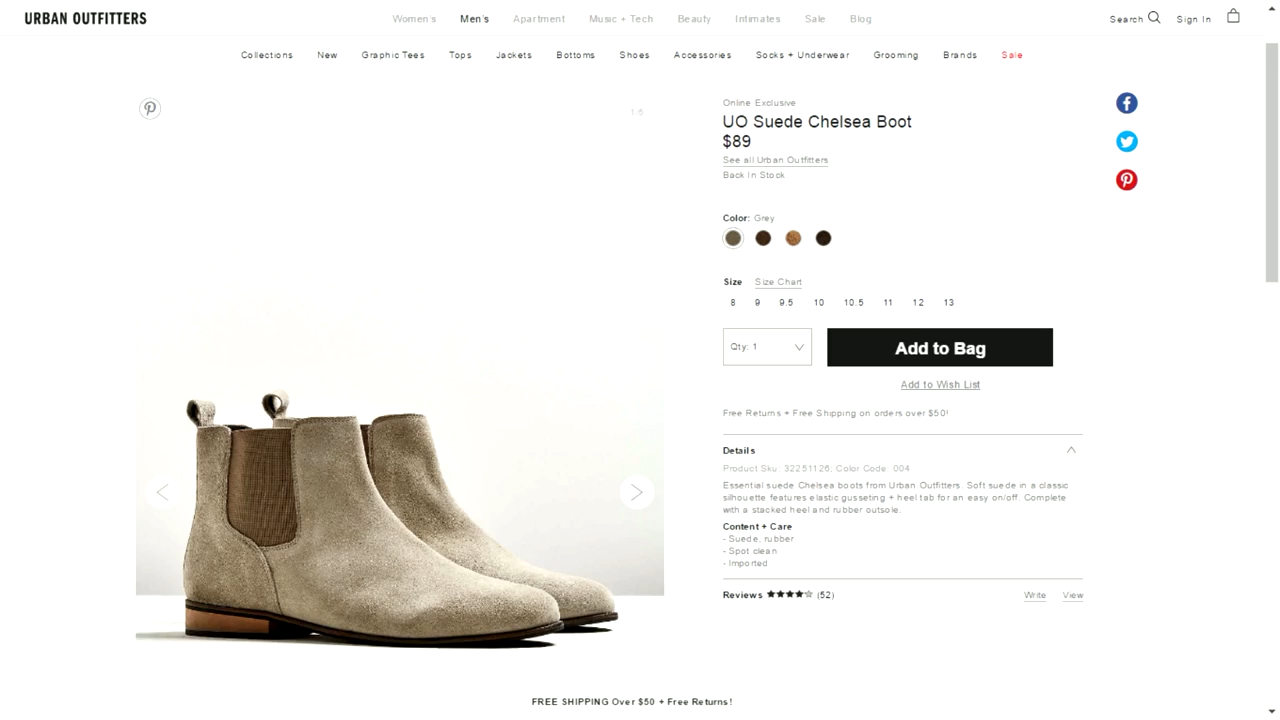 URBAN OUTFITTERS
Women's Men's Apartment Music + Tech Beauty Intimates Sale Blog
Search Sign In
Collections New Graphic Tees Tops Jackets Bottoms Shoes Accessories Socks + Underwear Grooming Brands Sale
1/5
Online Exclusive
UO Suede Chelsea Boot
$89
See all Urban Outfitters
Back In Stock
Color: Grey
Size Size Chart
8 9 9.5 10 10.5 11 12 13
Qty: 1
Add to Bag
Add to Wish List
Free Returns + Free Shipping on orders over $50!
Details
Product Sku: 32251126; Color Code: 004
Essential suede Chelsea boots from Urban Outfitters. Soft suede in a classic
silhouette features elastic gusseting + heel tab for an easy on/off. Complete
with a stacked heel and rubber outsole.
Content + Care
- Suede, rubber
- Spot clean
- Imported
Reviews (52) Write View
FREE SHIPPING Over $50 + Free Returns!